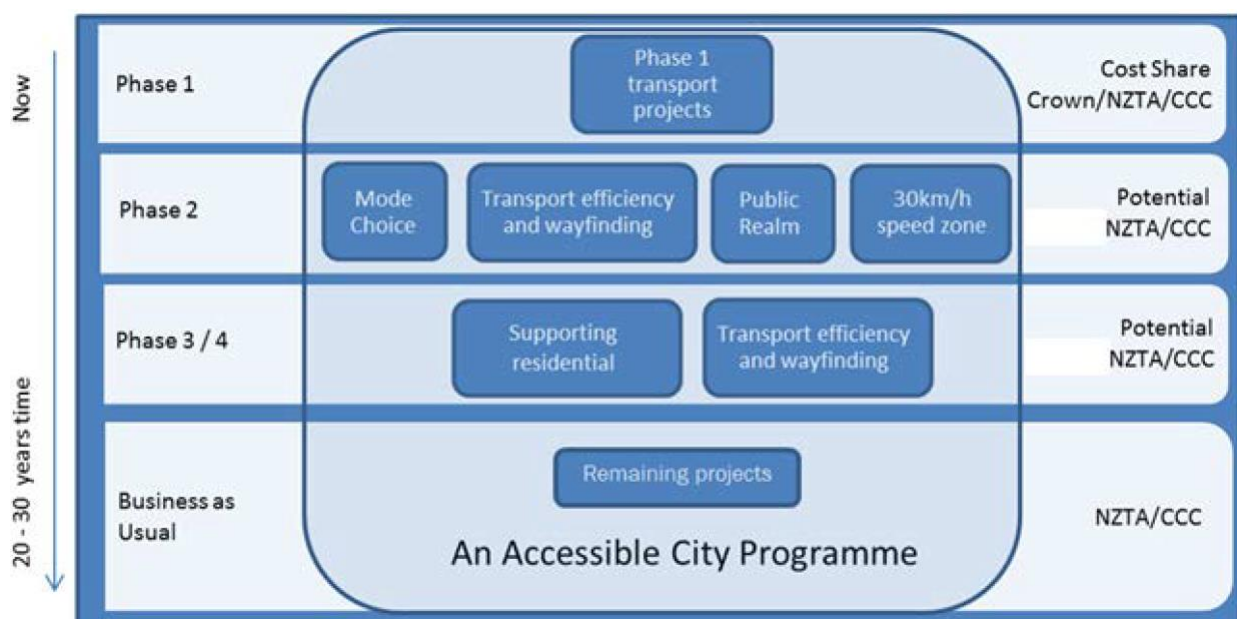 Now
20 - 30 years time
Phase 1
Phase 1
transport
projects
Cost Share
Crown/NZTA/CCC
Phase 2
Mode
Choice
Transport efficiency
and wayfinding
Public
Realm
30km/h
speed zone
Potential
NZTA/CCC
Phase 3 / 4
Supporting
residential
Transport efficiency
and wayfinding
Potential
NZTA/CCC
Business as
Usual
Remaining projects
NZTA/CCC
An Accessible City Programme